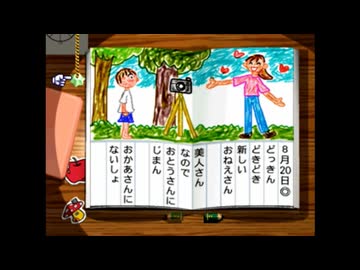 8月20日◎
どっきん
どきどき
新しい
おねえさん
美人さん
なので
おとうさんに
じまん
おかあさんに
ないしょ